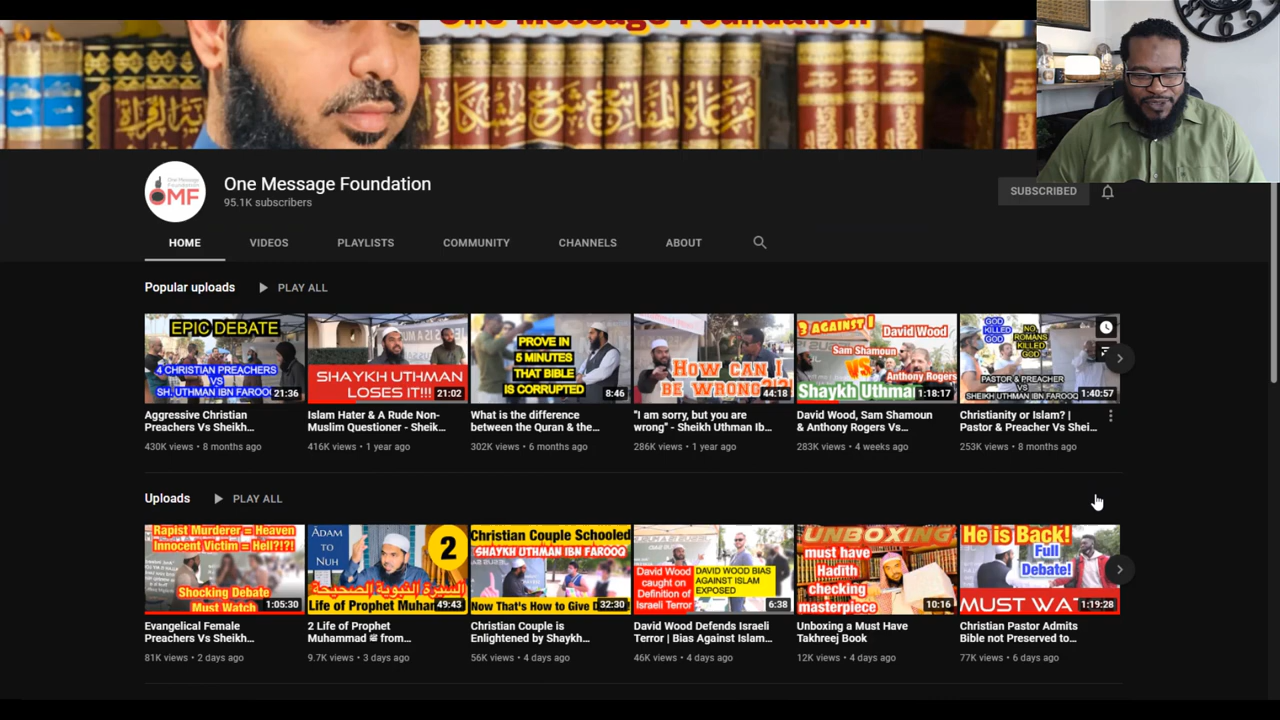 One Message Foundation
مرعاة المفاتيح شرح مشكاة
OMF
One Message Foundation
95.1K subscribers
SUBSCRIBED
HOME
VIDEOS
PLAYLISTS
COMMUNITY
CHANNELS
ABOUT
Popular uploads
PLAY ALL
EPIC DEBATE
4 CHRISTIAN PREACHERS
VS
SH. UTHMAN IBN FAROOQ
21:36
Aggressive Christian
Preachers Vs Sheikh...
430K views • 8 months ago
SHAYKH UTHMAN
LOSES IT!!!
21:02
Islam Hater & A Rude Non-
Muslim Questioner - Sheik...
416K views • 1 year ago
PROVE IN
5 MINUTES
THAT BIBLE
IS CORRUPTED
8:46
What is the difference
between the Quran & the...
302K views • 6 months ago
HOW CAN I
BE WRONG?!?!
44:18
"I am sorry, but you are
wrong" - Sheikh Uthman Ib...
286K views • 1 year ago
3 AGAINST 1
David Wood
Sam Shamoun
VS
Anthony Rogers
Shaykh Uthman
1:18:17
David Wood, Sam Shamoun
& Anthony Rogers Vs...
283K views • 4 weeks ago
GOD
KILLED
GOD
NO,
ROMANS
KILLED
GOD
PASTOR & PREACHER VS
SHEIKH UTHMAN IBN FAROOQ
1:40:57
Christianity or Islam? |
Pastor & Preacher Vs Shei...
253K views • 8 months ago
Uploads
PLAY ALL
Rapist Murderer = Heaven
Innocent Victim = Hell?!?!
Shocking Debate
Must Watch
1:05:30
Evangelical Female
Preachers Vs Sheikh...
81K views • 2 days ago
ADAM
TO
NUH
2
السيرة النبوية الصحيحة
Life of Prophet Muham
49:43
2 Life of Prophet
Muhammad ﷺ from...
9.7K views • 3 days ago
Christian Couple Schooled
SHAYKH UTHMAN IBN FAROOQ
Now That's How to Give D
32:30
Christian Couple is
Enlightened by Shaykh...
56K views • 4 days ago
David Wood
caught on
Definition of
Israeli Terror
DAVID WOOD BIAS
AGAINST ISLAM
EXPOSED
6:38
David Wood Defends Israeli
Terror | Bias Against Islam...
46K views • 4 days ago
UNBOXING
must have
Hadith
checking
masterpiece
10:16
Unboxing a Must Have
Takhreej Book
12K views • 4 days ago
He is Back!
Full
Debate!
MUST WAT
1:19:28
Christian Pastor Admits
Bible not Preserved to...
77K views • 6 days ago